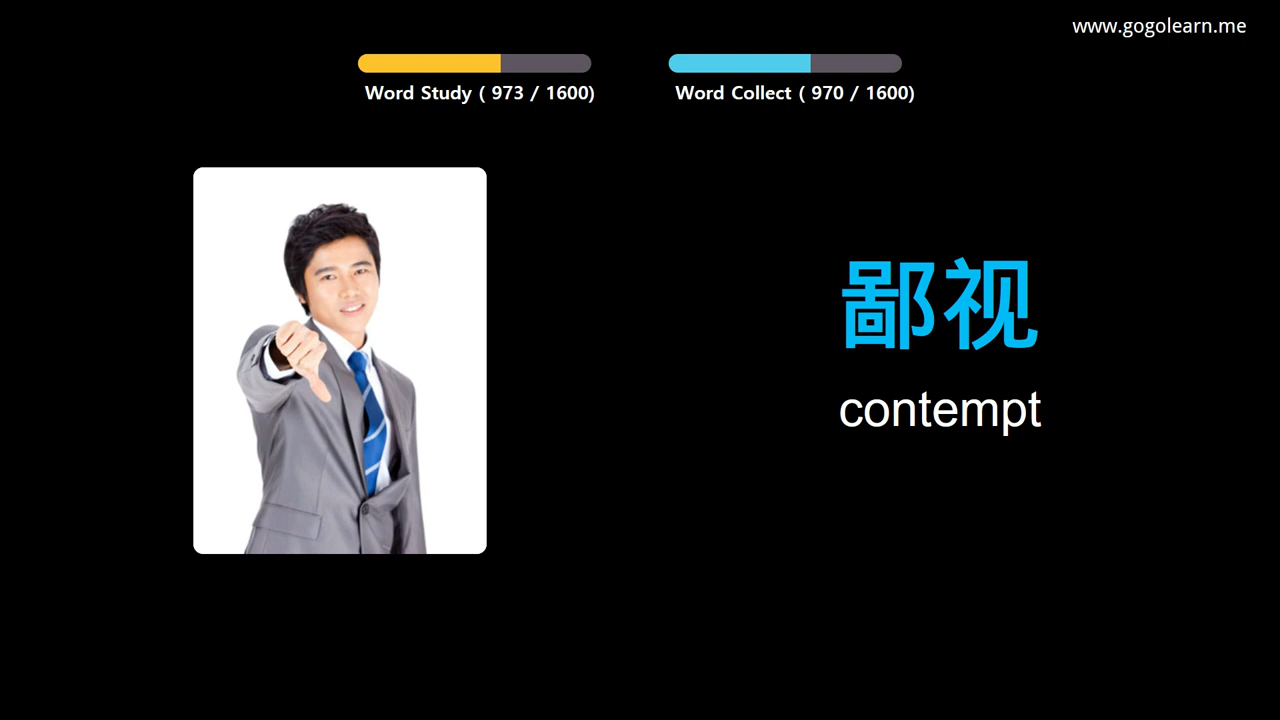 www.gogolearn.me
Word Study ( 973 / 1600)
Word Collect ( 970 / 1600)
鄙视
contempt